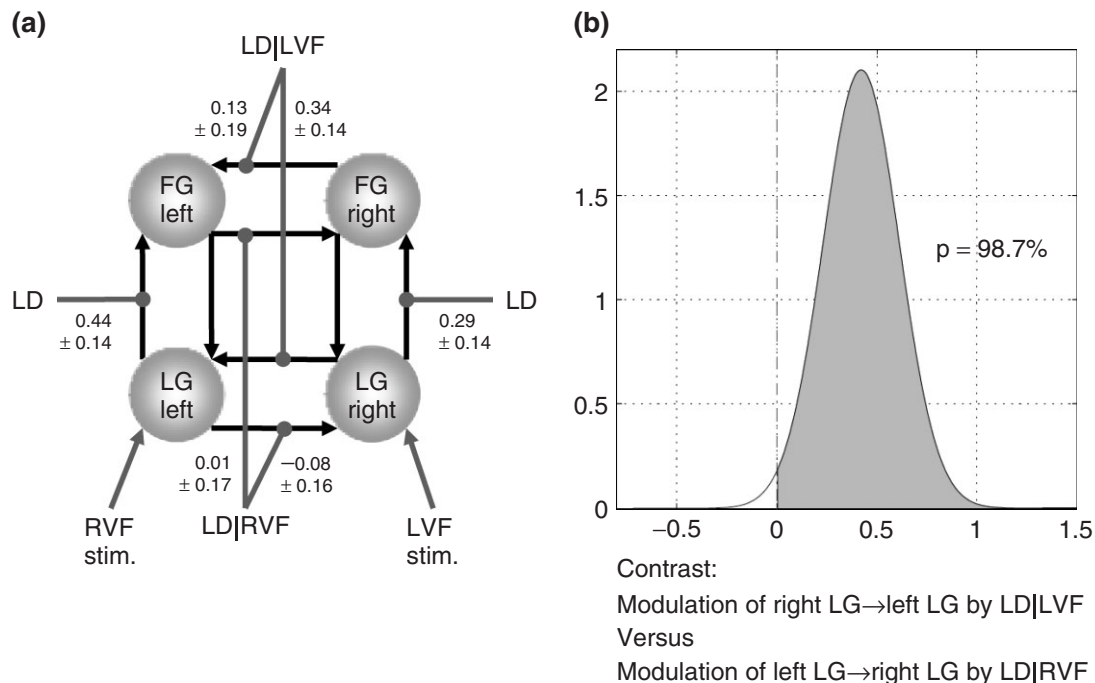 (a)
LD|LVF
0.13
± 0.19
0.34
± 0.14
FG
left
FG
right
LD
0.44
± 0.14
LD
0.29
± 0.14
LG
left
LG
right
0.01
± 0.17
−0.08
± 0.16
RVF
stim.
LD|RVF
LVF
stim.
(b)
2
1.5
1
0.5
0
p = 98.7%
−0.5
0
0.5
1
1.5
Contrast:
Modulation of right LG→left LG by LD|LVF
Versus
Modulation of left LG→right LG by LD|RVF